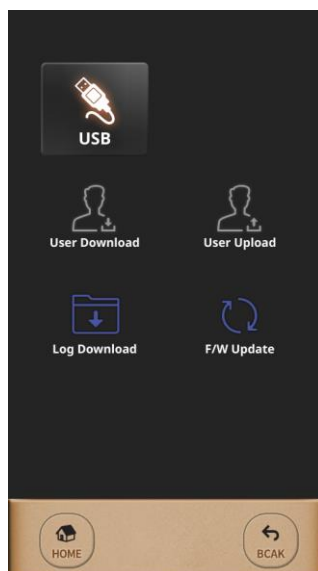 USB
User Download
User Upload
Log Download
F/W Update
HOME
BCAK